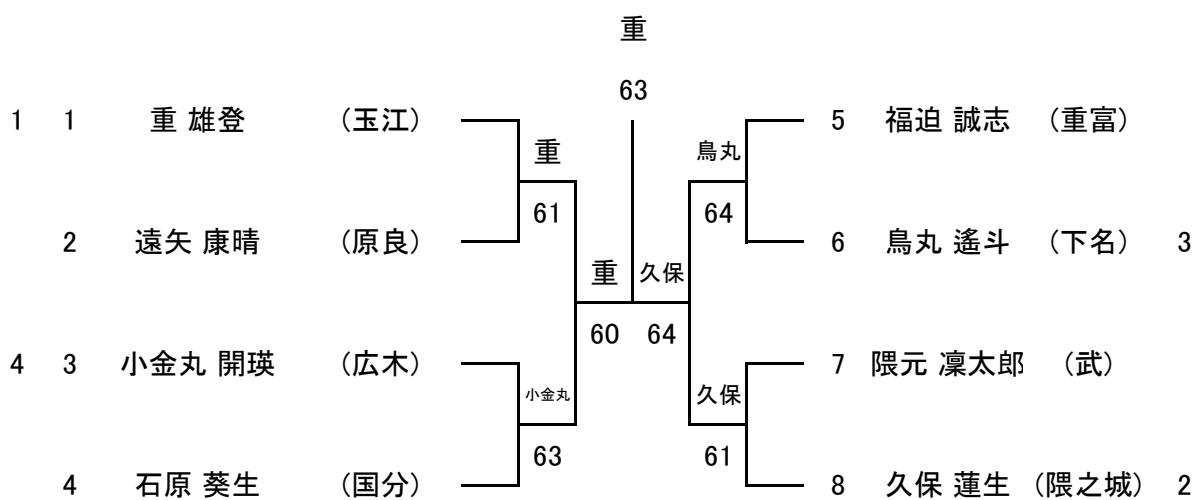 重
63
1 1 重 雄登 (玉江) 5 福迫 誠志 (重富)
重 鳥丸
61 64
2 遠矢 康晴 (原良) 6 鳥丸 遙斗 (下名) 3
重 久保
60 64
4 3 小金丸 開瑛 (広木) 7 隈元 凜太郎 (武)
小金丸 久保
63 61
4 石原 葵生 (国分) 8 久保 蓮生 (隈之城) 2